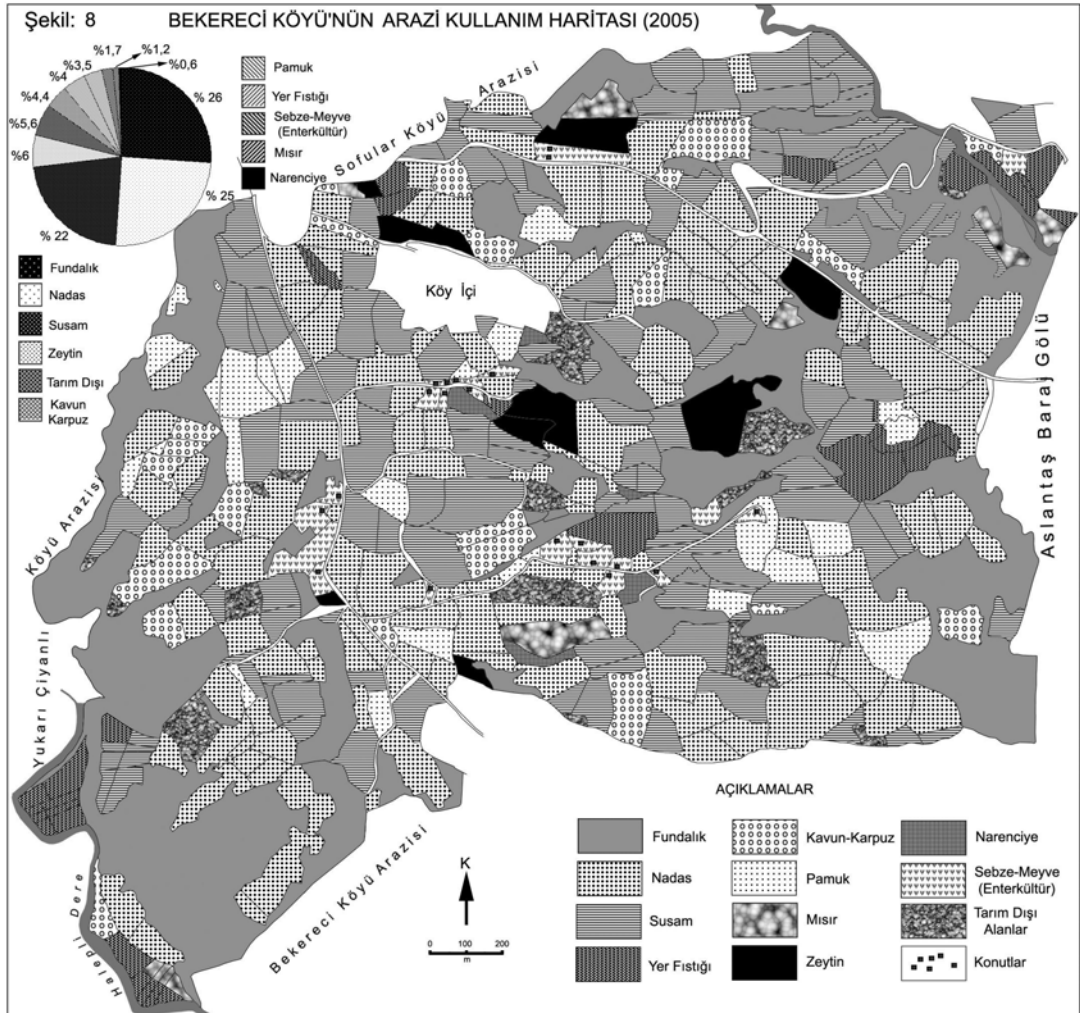 Şekil: 8
BEKERECİ KÖYÜ'NÜN ARAZİ KULLANIM HARİTASI (2005)
%1,7
%1,2
%0,6
%3,5
%4
%4,4
%5,6
%6
% 26
% 25
% 22
Pamuk
Yer Fıstığı
Sebze-Meyve
(Enterkültür)
Mısır
Narenciye
Fundalık
Nadas
Susam
Zeytin
Tarım Dışı
Kavun
Karpuz
Sofular Köyü Arazisi
Köy İçi
Aslantaş Baraj Gölü
Yukarı Çiyanlı Köyü Arazisi
Halepli Dere
Bekereci Köyü Arazisi
K
0 100 200
m
AÇIKLAMALAR
Fundalık
Nadas
Susam
Yer Fıstığı
Kavun-Karpuz
Pamuk
Mısır
Zeytin
Narenciye
Sebze-Meyve
(Enterkültür)
Tarım Dışı
Alanlar
Konutlar